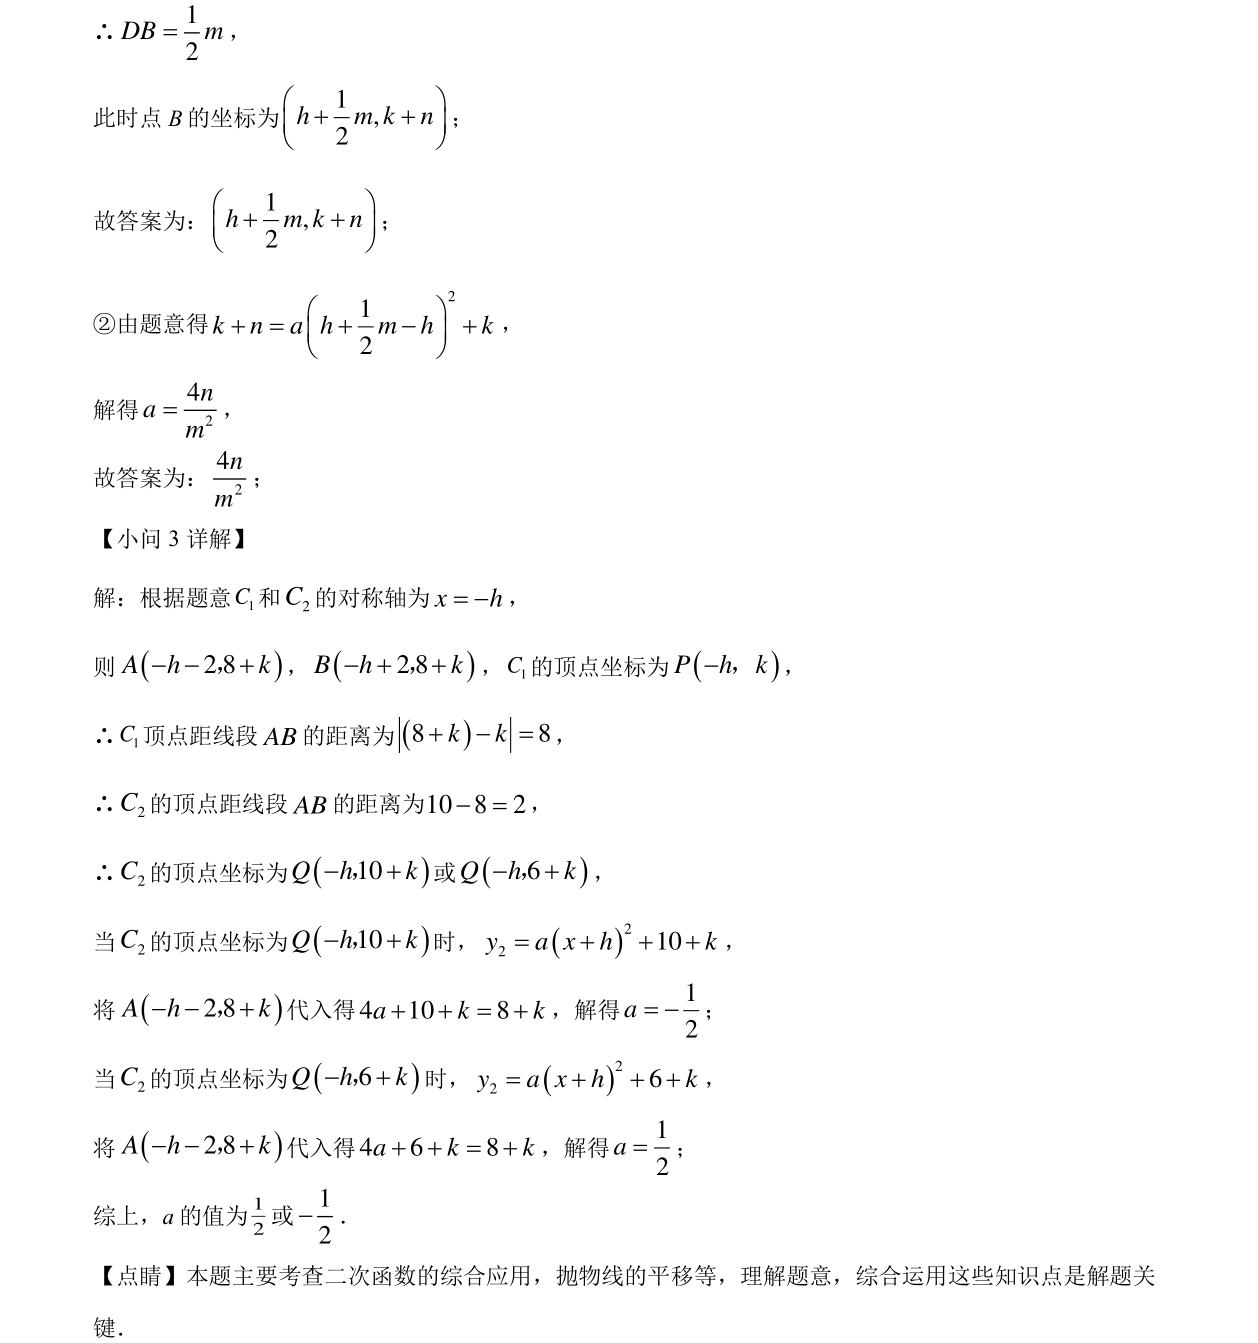 ∴ DB = 1/2 m，
此时点 B 的坐标为(h + 1/2 m, k + n)；
故答案为：(h + 1/2 m, k + n)；
②由题意得 k + n = a(h + 1/2 m − h)² + k，
解得 a = 4n/m²，
故答案为：4n/m²；
【小问 3 详解】
解：根据题意 C₁ 和 C₂ 的对称轴为 x = −h，
则 A(−h − 2,8 + k)，B(−h + 2,8 + k)，C₁ 的顶点坐标为 P(−h，k)，
∴ C₁ 顶点距线段 AB 的距离为 |(8 + k) − k| = 8，
∴ C₂ 的顶点距线段 AB 的距离为 10 − 8 = 2，
∴ C₂ 的顶点坐标为 Q(−h,10 + k) 或 Q(−h,6 + k)，
当 C₂ 的顶点坐标为 Q(−h,10 + k) 时，y₂ = a(x + h)² + 10 + k，
将 A(−h − 2,8 + k) 代入得 4a + 10 + k = 8 + k，解得 a = −1/2；
当 C₂ 的顶点坐标为 Q(−h,6 + k) 时，y₂ = a(x + h)² + 6 + k，
将 A(−h − 2,8 + k) 代入得 4a + 6 + k = 8 + k，解得 a = 1/2；
综上，a 的值为 1/2 或 −1/2．
【点睛】本题主要考查二次函数的综合应用，抛物线的平移等，理解题意，综合运用这些知识点是解题关
键．